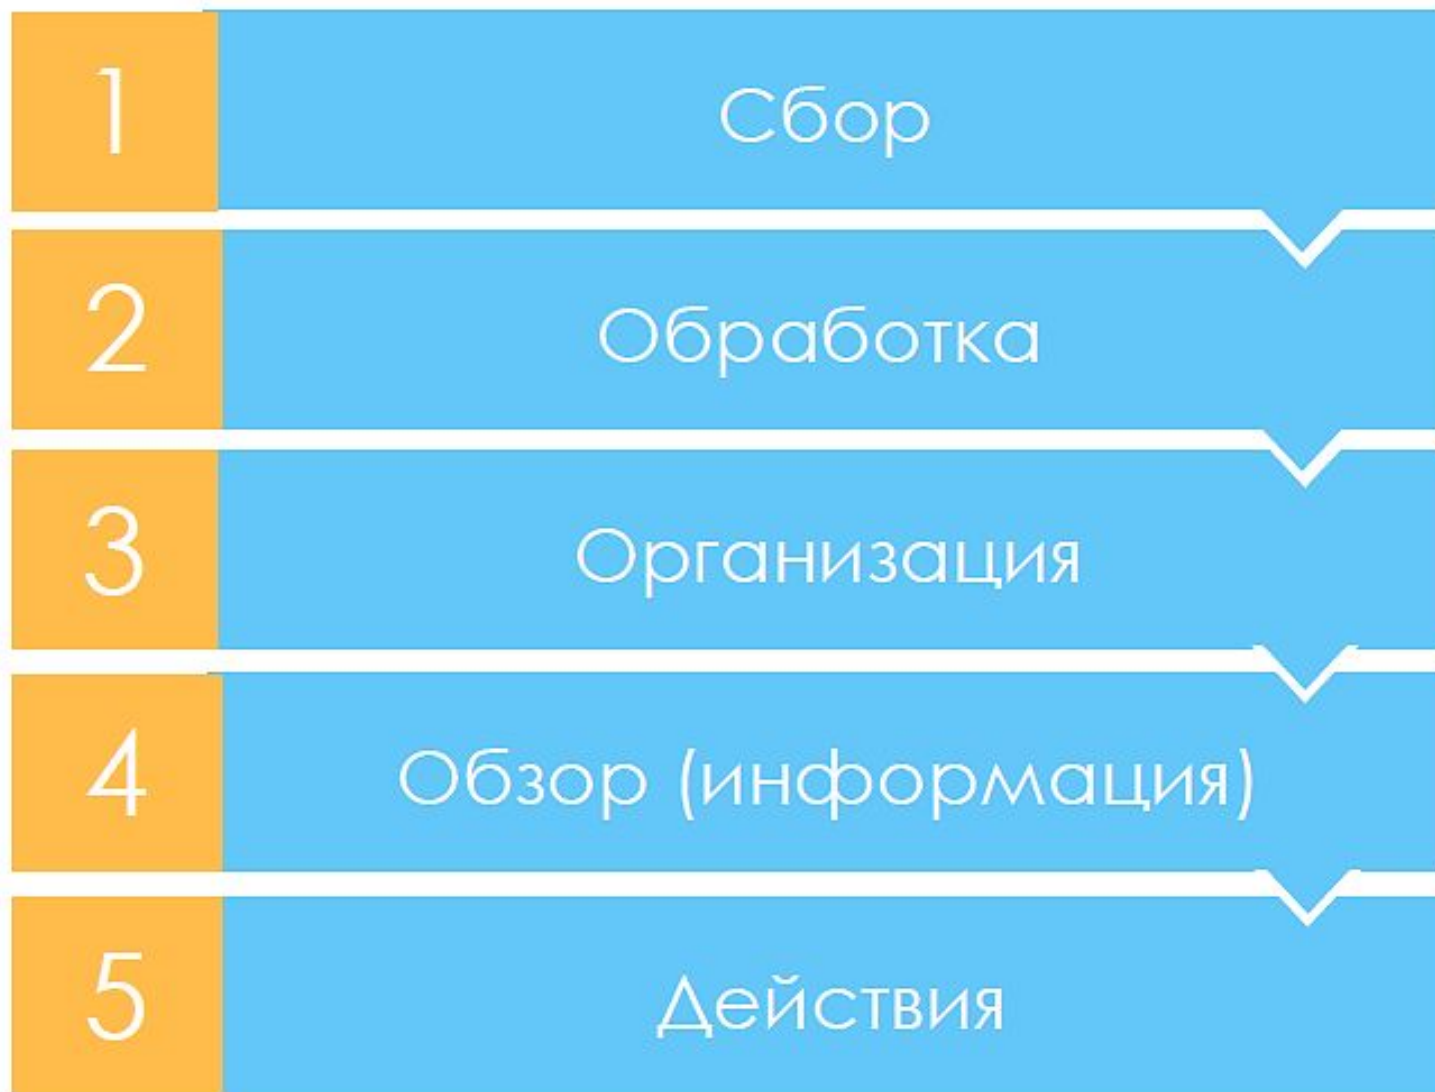 1 Сбор
2 Обработка
3 Организация
4 Обзор (информация)
5 Действия